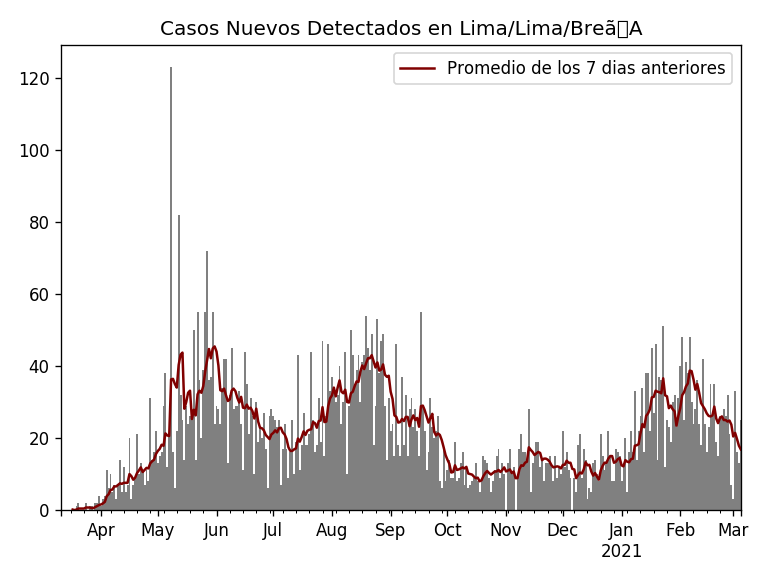 Casos Nuevos Detectados en Lima/Lima/Breã▯A
Promedio de los 7 dias anteriores
120
100
80
60
40
20
0
Apr May Jun Jul Aug Sep Oct Nov Dec Jan Feb Mar
2021